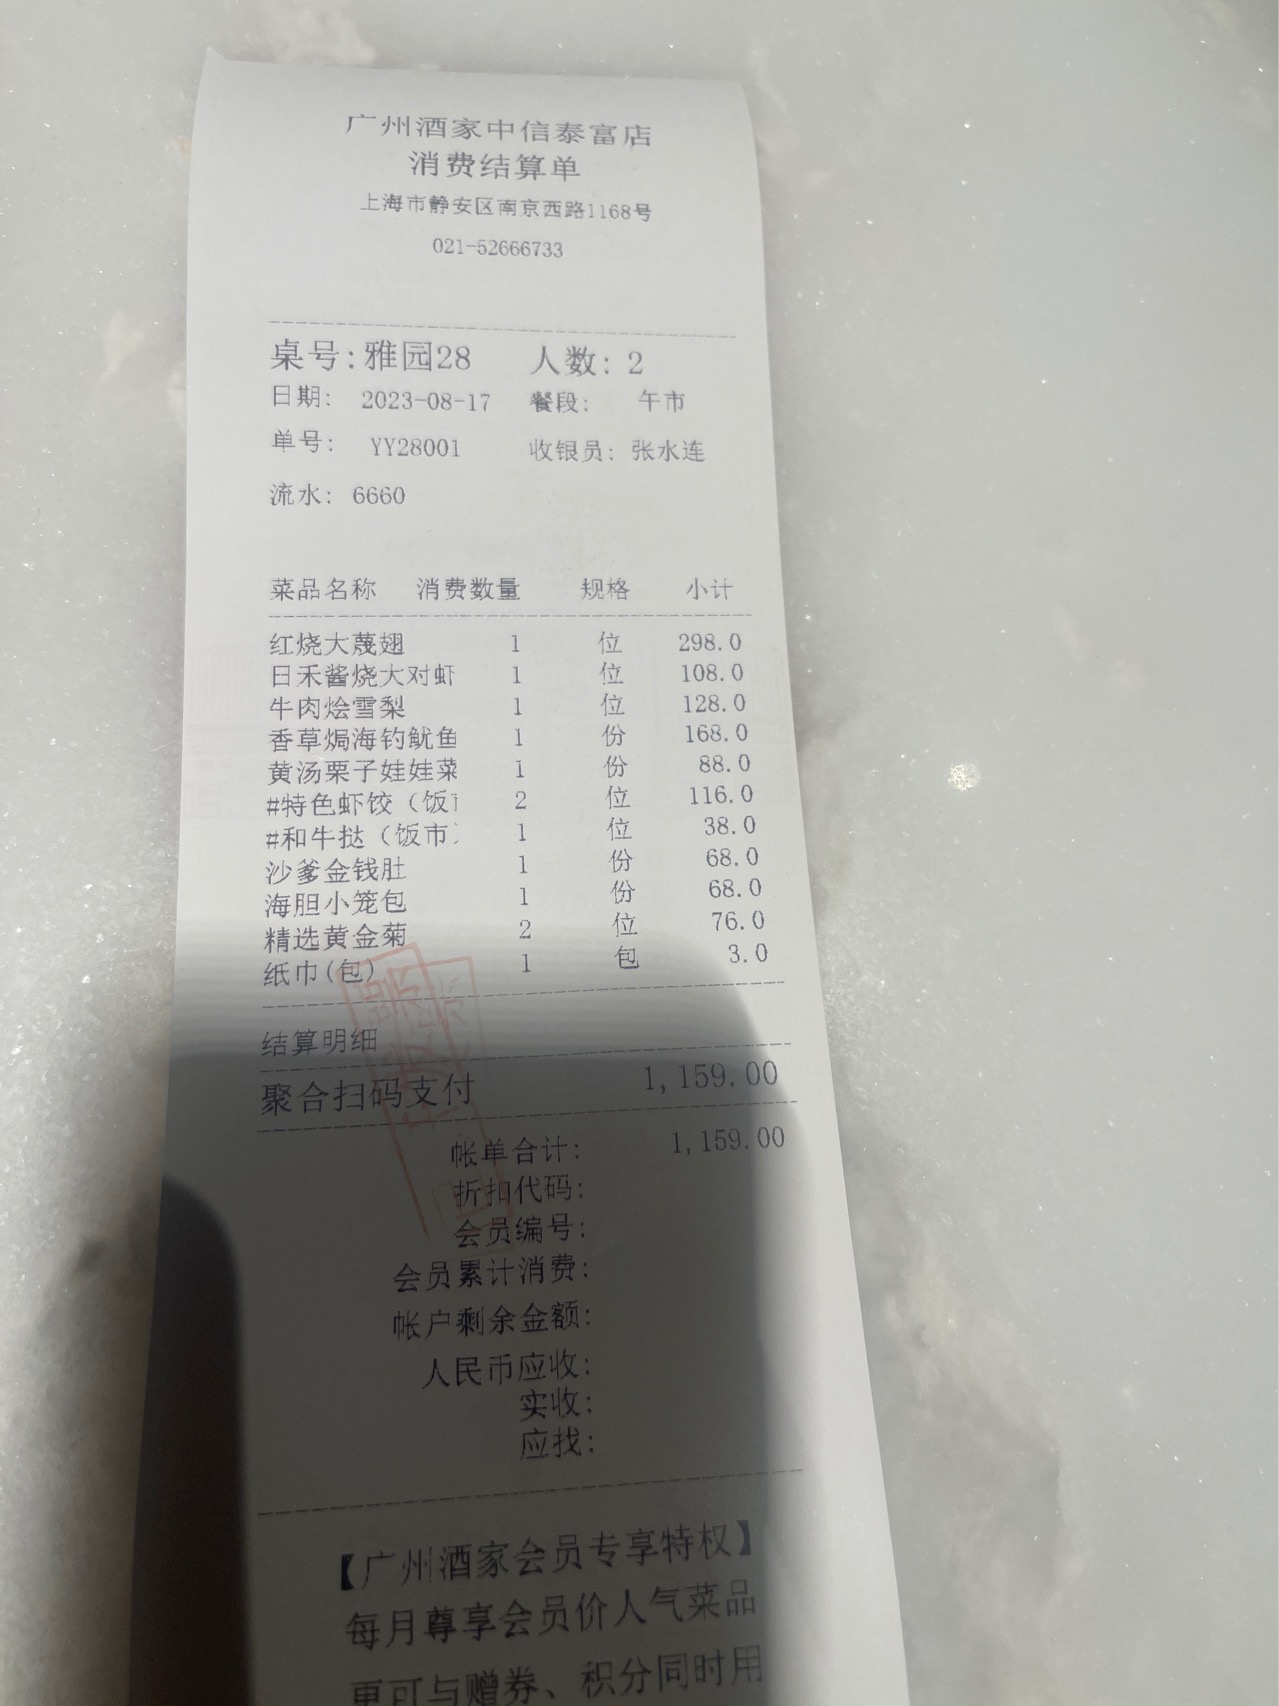 广州酒家中信泰富店
消费结算单
上海市静安区南京西路1168号
021-52666733
桌号:雅园28 人数: 2
日期: 2023-08-17 餐段: 午市
单号: YY28001 收银员: 张水连
流水: 6660
菜品名称 消费数量 规格 小计
红烧大蔑翅 1 位 298.0
日禾酱烧大对虾 1 位 108.0
牛肉烩雪梨 1 位 128.0
香草焗海钓鱿鱼 1 份 168.0
黄汤栗子娃娃菜 1 份 88.0
#特色虾饺（饭 2 位 116.0
#和牛挞（饭市 1 位 38.0
沙爹金钱肚 1 份 68.0
海胆小笼包 1 份 68.0
精选黄金菊 2 位 76.0
纸巾(包) 1 包 3.0
结算明细
聚合扫码支付 1,159.00
帐单合计: 1,159.00
折扣代码:
会员编号:
会员累计消费:
帐户剩余金额:
人民币应收:
实收:
应找:
【广州酒家会员专享特权】
每月尊享会员价人气菜品
更可与赠券、积分同时用